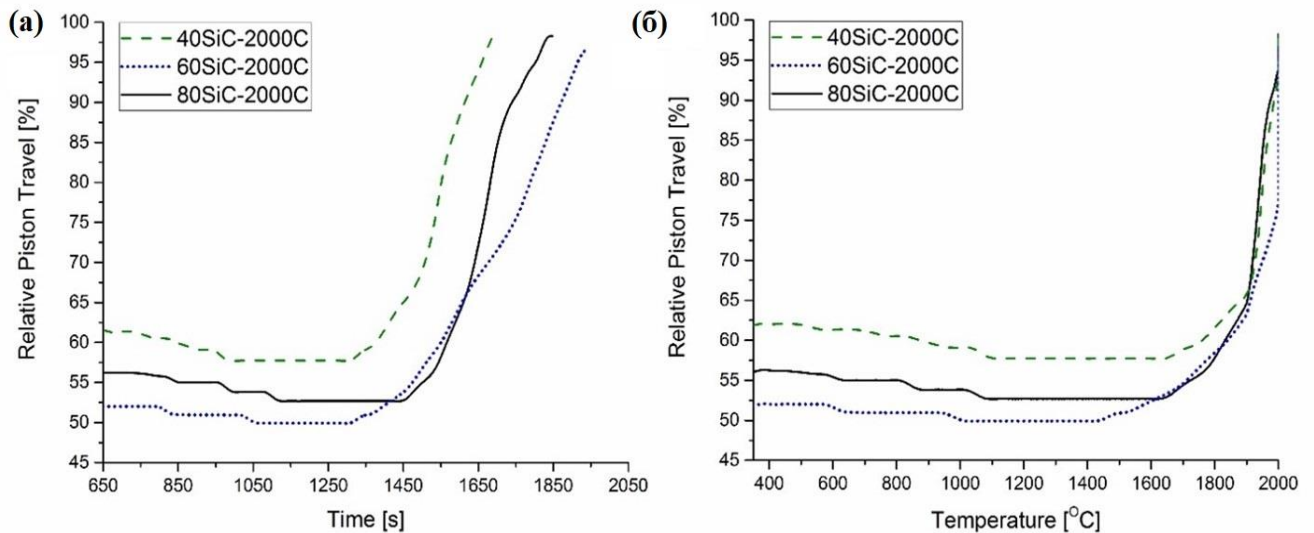 (а)
100
95
90
85
80
75
70
65
60
55
50
45
Relative Piston Travel [%]
40SiC-2000C
60SiC-2000C
80SiC-2000C
650 850 1050 1250 1450 1650 1850 2050
Time [s]
(б)
100
95
90
85
80
75
70
65
60
55
50
45
Relative Piston Travel [%]
40SiC-2000C
60SiC-2000C
80SiC-2000C
400 600 800 1000 1200 1400 1600 1800 2000
Temperature [OC]